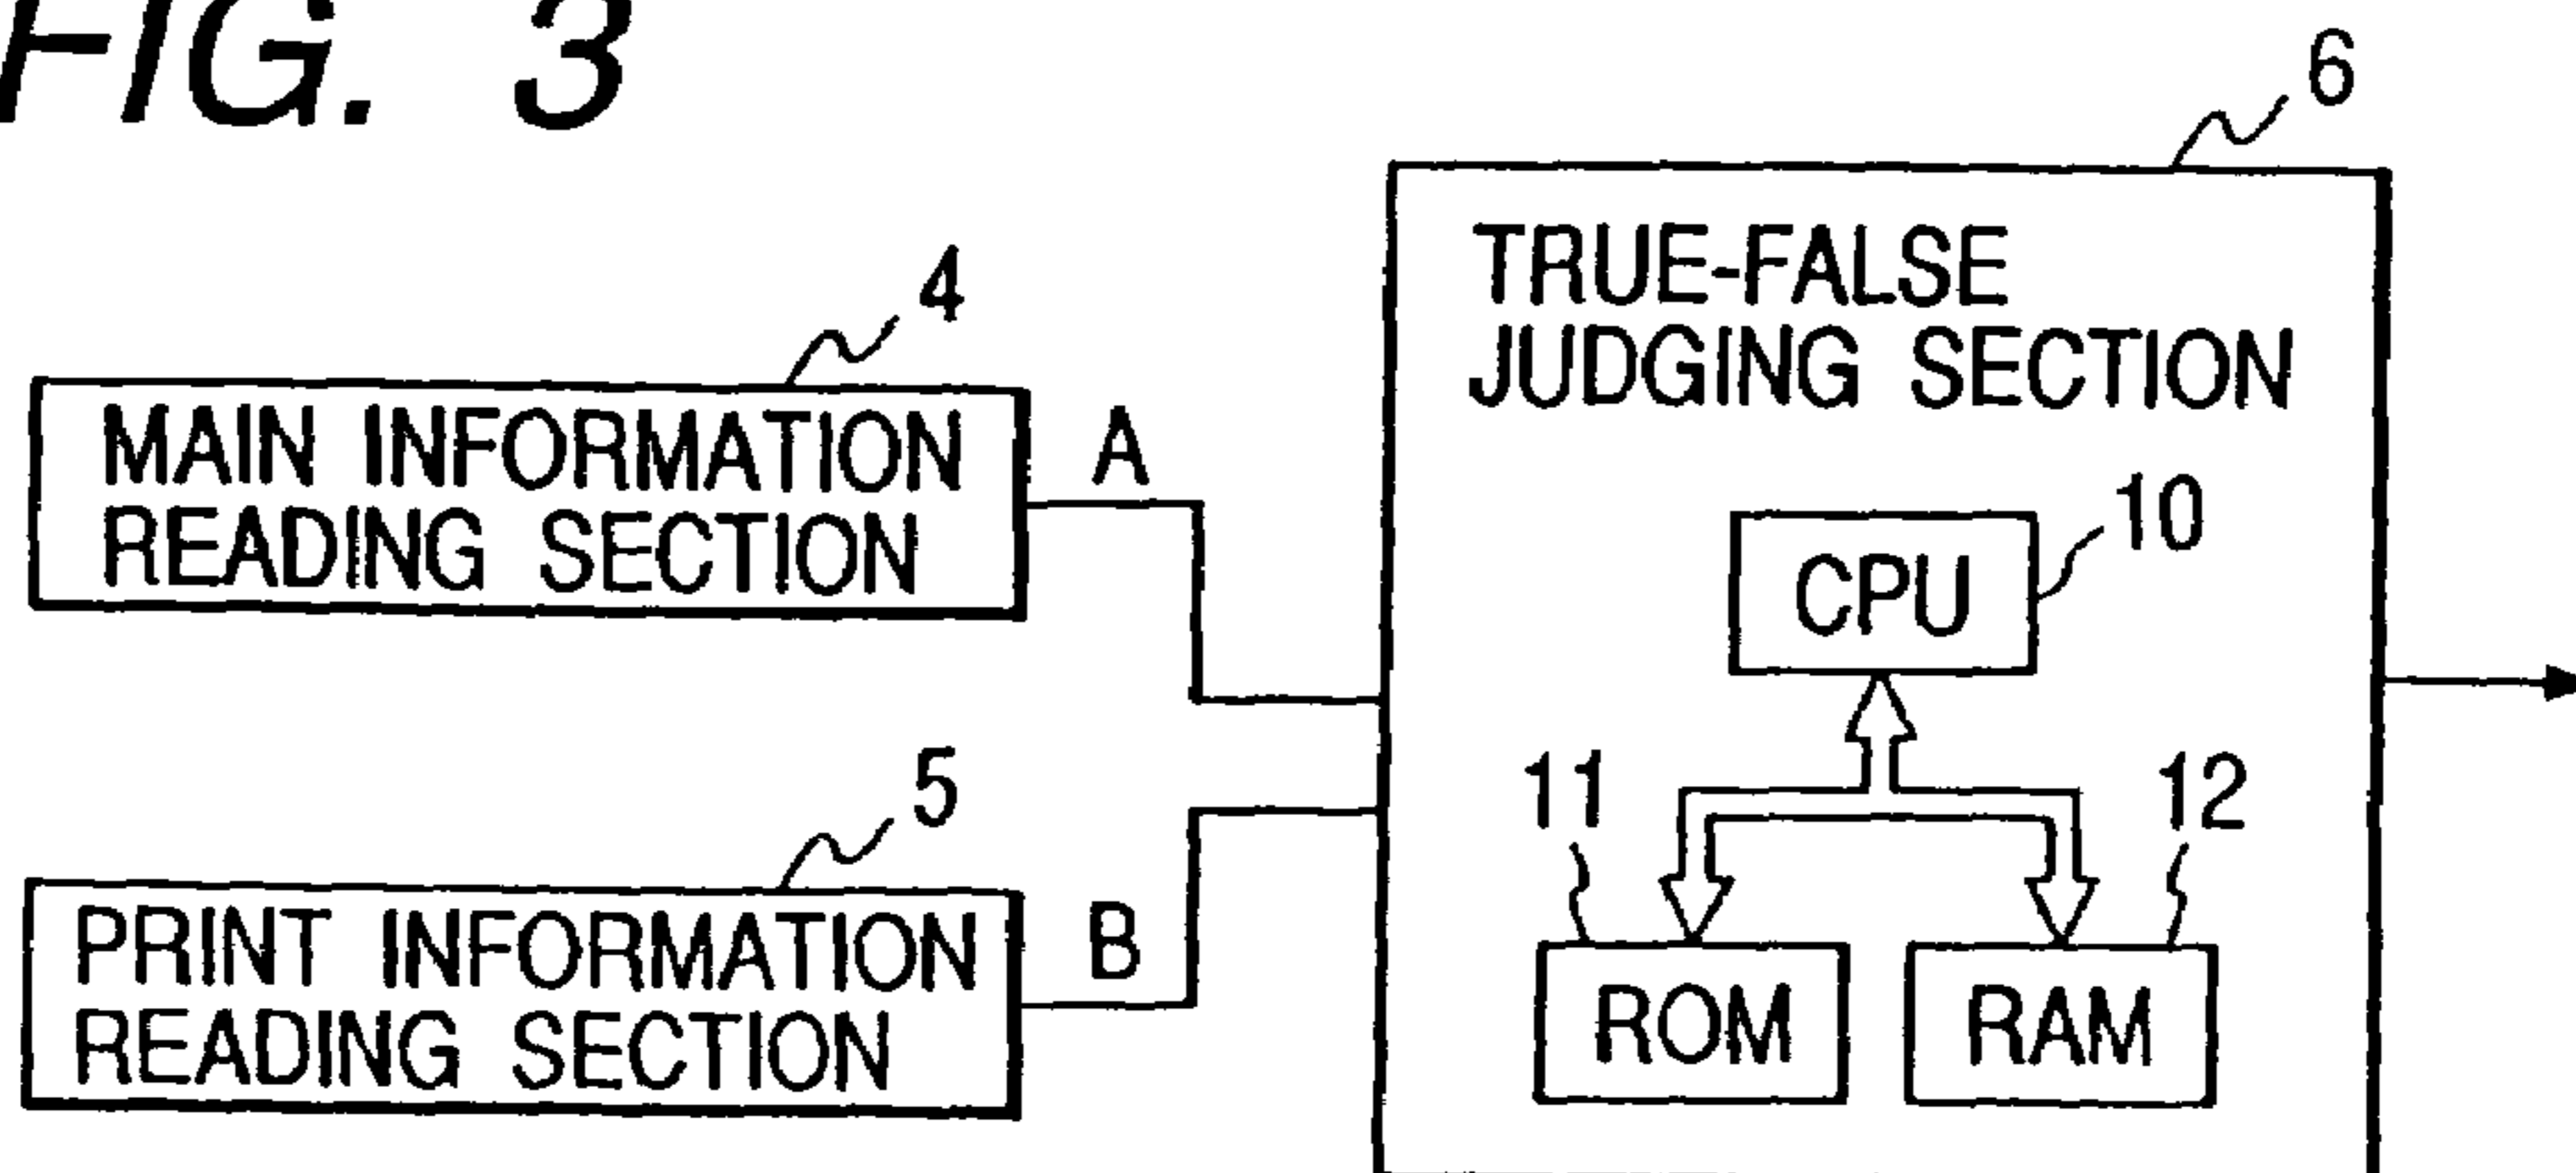 FIG. 3
6
TRUE-FALSE
JUDGING SECTION
4
MAIN INFORMATION
READING SECTION
A
10
CPU
5
PRINT INFORMATION
READING SECTION
B
11
12
ROM
RAM